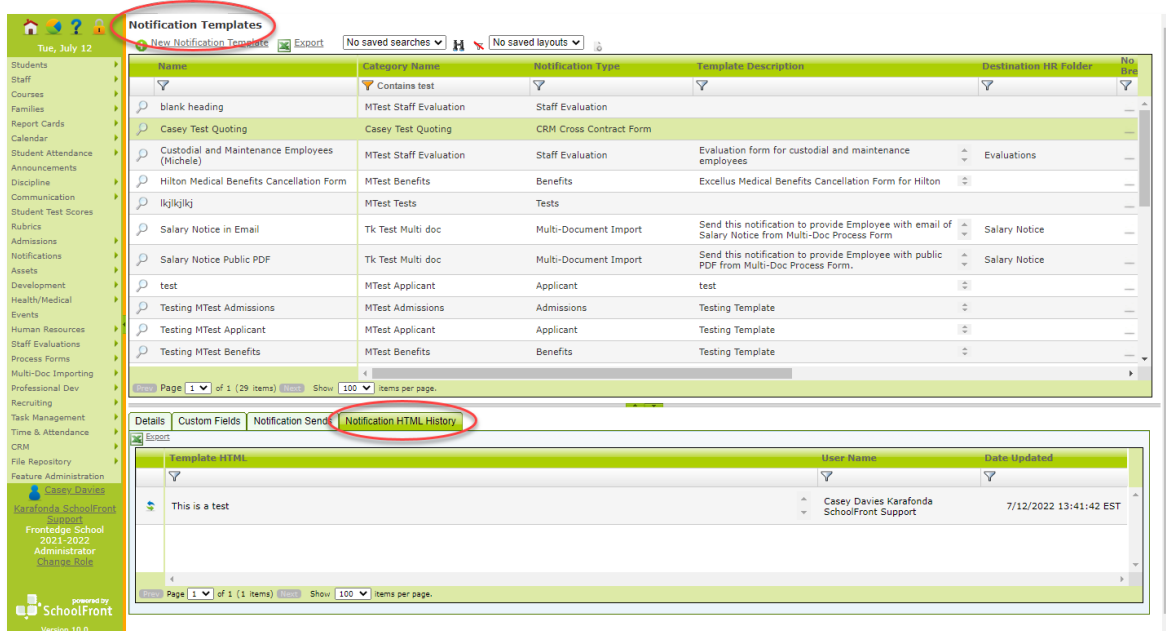 Tue, July 12
Students
Staff
Courses
Families
Report Cards
Calendar
Student Attendance
Announcements
Discipline
Communication
Student Test Scores
Rubrics
Admissions
Notifications
Assets
Development
Health/Medical
Events
Human Resources
Staff Evaluations
Process Forms
Multi-Doc Importing
Professional Dev
Recruiting
Task Management
Time & Attendance
CRM
File Repository
Feature Administration
Casey Davies
Karafonda SchoolFront
Support
Frontedge School
2021-2022
Administrator
Change Role
powered by
SchoolFront
Version 10.0
Notification Templates
New Notification Template Export No saved searches No saved layouts
Name Category Name Notification Type Template Description Destination HR Folder No
Bre
Contains test
blank heading MTest Staff Evaluation Staff Evaluation
Casey Test Quoting Casey Test Quoting CRM Cross Contract Form
Custodial and Maintenance Employees
(Michele) MTest Staff Evaluation Staff Evaluation Evaluation form for custodial and maintenance
employees Evaluations
Hilton Medical Benefits Cancellation Form MTest Benefits Benefits Excellus Medical Benefits Cancellation Form for Hilton
lkjlkjlkj MTest Tests Tests
Salary Notice in Email Tk Test Multi doc Multi-Document Import Send this notification to provide Employee with email of
Salary Notice from Multi-Doc Process Form Salary Notice
Salary Notice Public PDF Tk Test Multi doc Multi-Document Import Send this notification to provide Employee with public
PDF from Multi-Doc Process Form. Salary Notice
test MTest Applicant Applicant test
Testing MTest Admissions MTest Admissions Admissions Testing Template
Testing MTest Applicant MTest Applicant Applicant Testing Template
Testing MTest Benefits MTest Benefits Benefits Testing Template
Prev Page 1 of 1 (29 items) Next Show 100 items per page.
Details Custom Fields Notification Sends Notification HTML History
Export
Template HTML User Name Date Updated
This is a test Casey Davies Karafonda
SchoolFront Support 7/12/2022 13:41:42 EST
Prev Page 1 of 1 (1 items) Next Show 100 items per page.